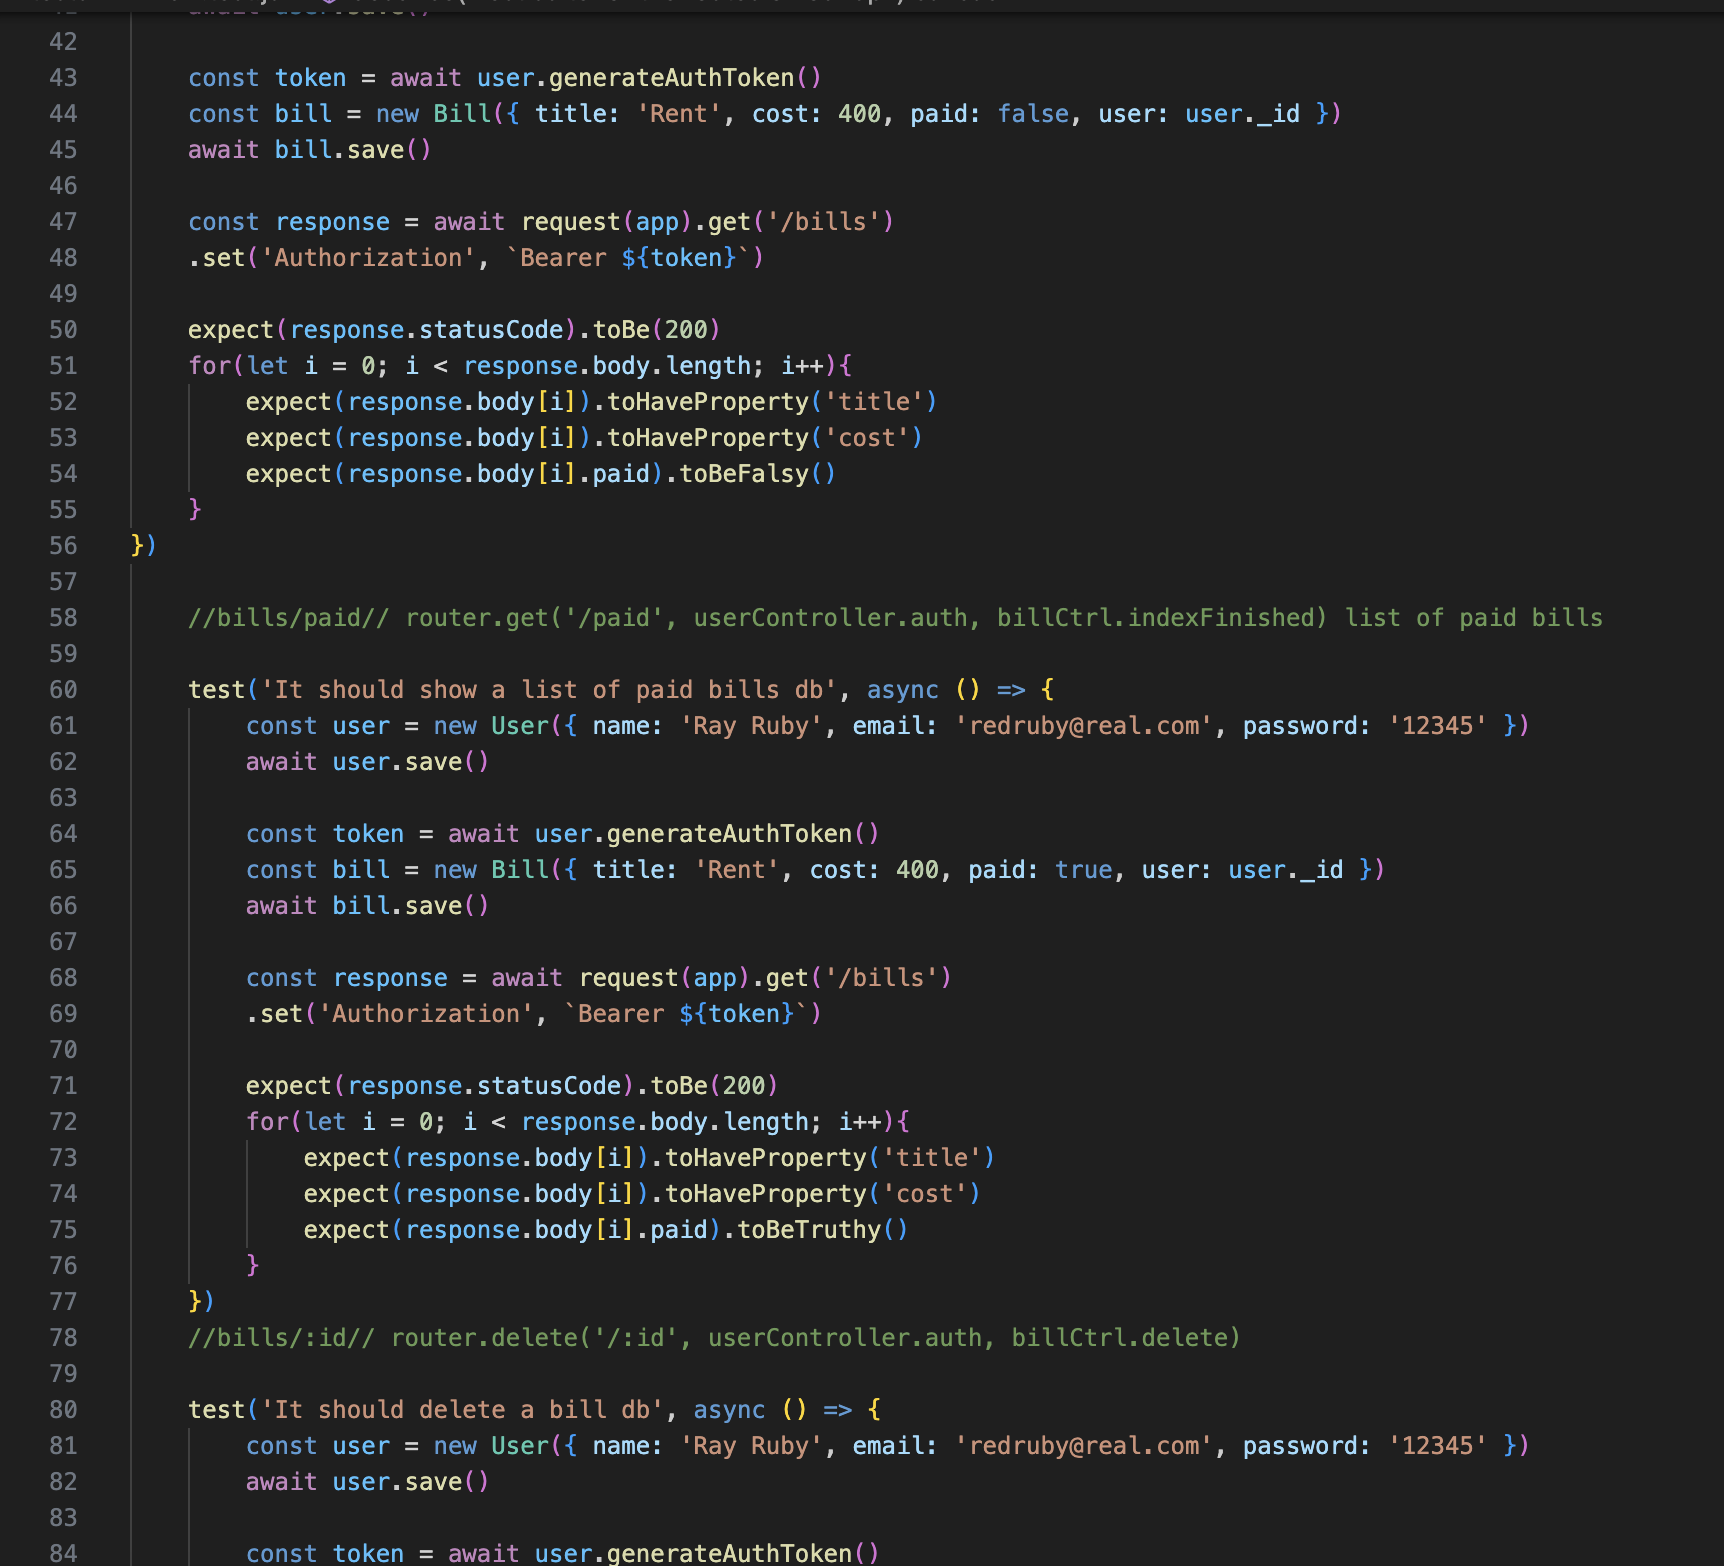 42
43 const token = await user.generateAuthToken()
44 const bill = new Bill({ title: 'Rent', cost: 400, paid: false, user: user._id })
45 await bill.save()
46
47 const response = await request(app).get('/bills')
48 .set('Authorization', `Bearer ${token}`)
49
50 expect(response.statusCode).toBe(200)
51 for(let i = 0; i < response.body.length; i++){
52 expect(response.body[i]).toHaveProperty('title')
53 expect(response.body[i]).toHaveProperty('cost')
54 expect(response.body[i].paid).toBeFalsy()
55 }
56 })
57
58 //bills/paid// router.get('/paid', userController.auth, billCtrl.indexFinished) list of paid bills
59
60 test('It should show a list of paid bills db', async () => {
61 const user = new User({ name: 'Ray Ruby', email: 'redruby@real.com', password: '12345' })
62 await user.save()
63
64 const token = await user.generateAuthToken()
65 const bill = new Bill({ title: 'Rent', cost: 400, paid: true, user: user._id })
66 await bill.save()
67
68 const response = await request(app).get('/bills')
69 .set('Authorization', `Bearer ${token}`)
70
71 expect(response.statusCode).toBe(200)
72 for(let i = 0; i < response.body.length; i++){
73 expect(response.body[i]).toHaveProperty('title')
74 expect(response.body[i]).toHaveProperty('cost')
75 expect(response.body[i].paid).toBeTruthy()
76 }
77 })
78 //bills/:id// router.delete('/:id', userController.auth, billCtrl.delete)
79
80 test('It should delete a bill db', async () => {
81 const user = new User({ name: 'Ray Ruby', email: 'redruby@real.com', password: '12345' })
82 await user.save()
83
84 const token = await user.generateAuthToken()